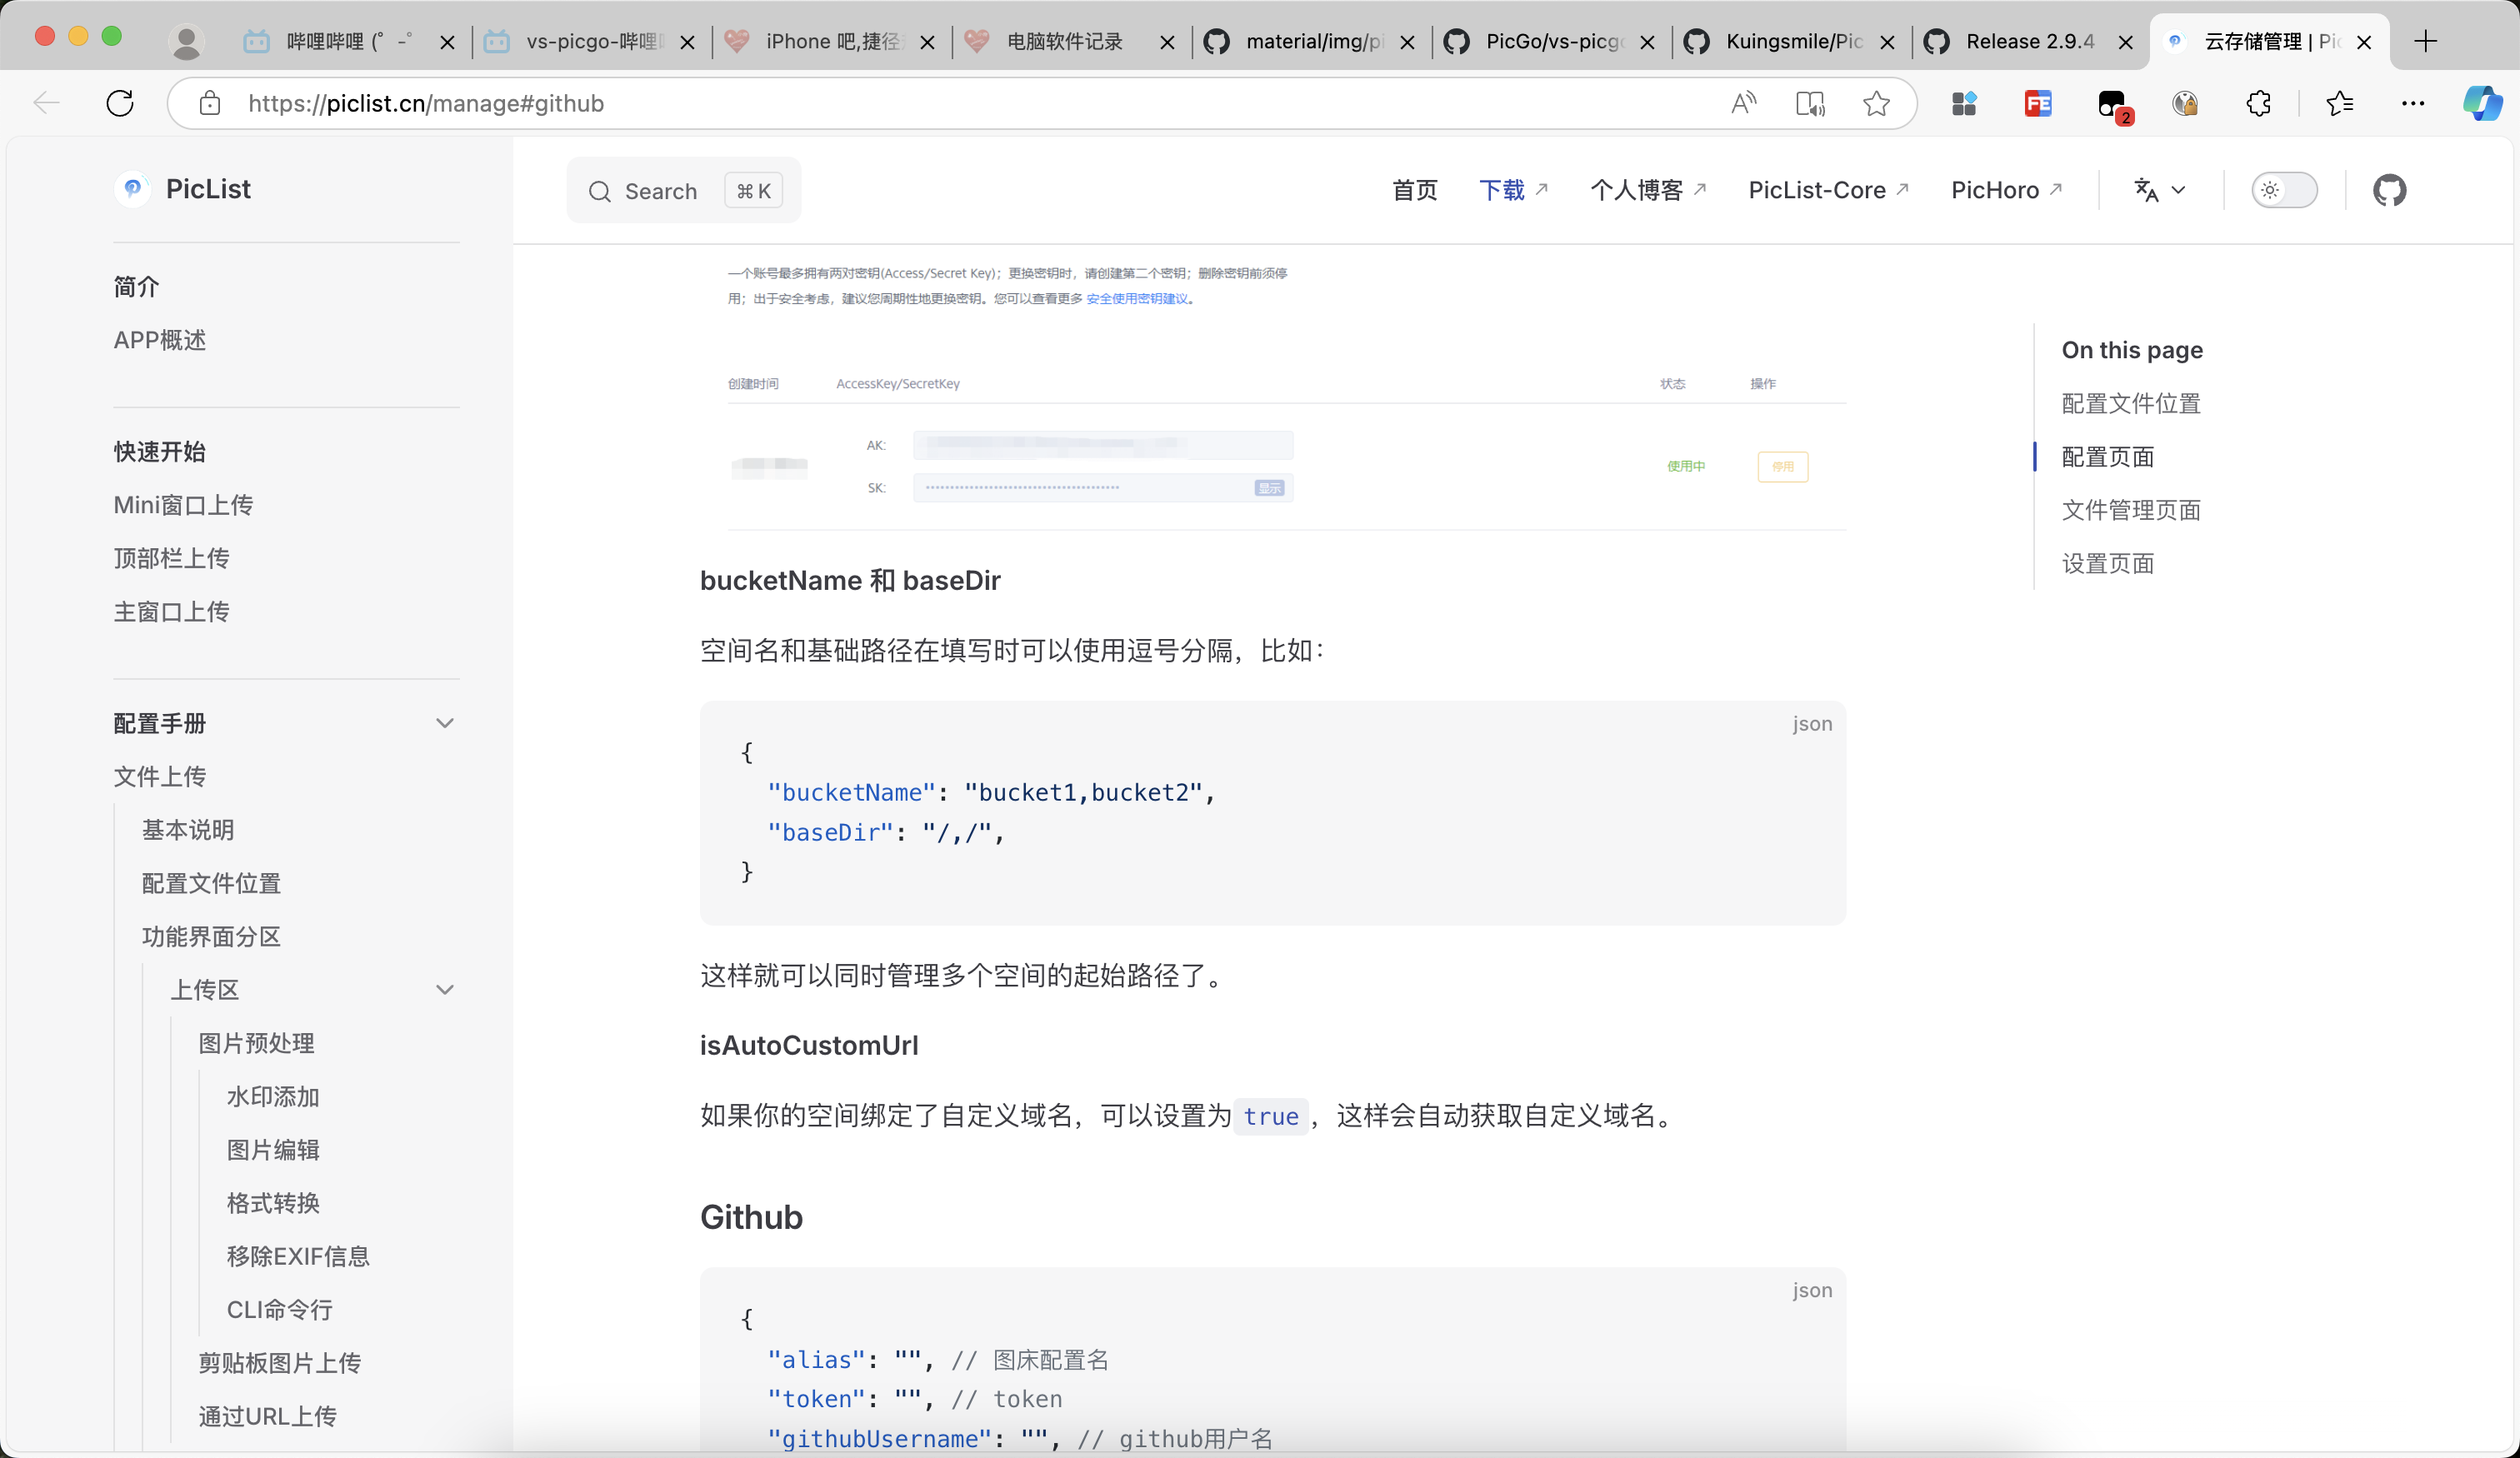 哔哩哔哩 (゜-゜
vs-picgo-哔哩
iPhone 吧,捷径
电脑软件记录
material/img/pi
PicGo/vs-picg
Kuingsmile/Pic
Release 2.9.4
云存储管理 | Pic
https://piclist.cn/manage#github
2
PicList
Search
⌘ K
首页
下载
个人博客
PicList-Core
PicHoro
简介
APP概述
快速开始
Mini窗口上传
顶部栏上传
主窗口上传
配置手册
文件上传
基本说明
配置文件位置
功能界面分区
上传区
图片预处理
水印添加
图片编辑
格式转换
移除EXIF信息
CLI命令行
剪贴板图片上传
通过URL上传
一个账号最多拥有两对密钥(Access/Secret Key)；更换密钥时，请创建第二个密钥；删除密钥前须停
用；出于安全考虑，建议您周期性地更换密钥。您可以查看更多 安全使用密钥建议。
创建时间
AccessKey/SecretKey
状态
操作
AK:
SK:
显示
使用中
停用
bucketName 和 baseDir
空间名和基础路径在填写时可以使用逗号分隔，比如：
json
{
"bucketName": "bucket1,bucket2",
"baseDir": "/,/",
}
这样就可以同时管理多个空间的起始路径了。
isAutoCustomUrl
如果你的空间绑定了自定义域名，可以设置为 true ，这样会自动获取自定义域名。
Github
json
{
"alias": "", // 图床配置名
"token": "", // token
"githubUsername": "", // github用户名
On this page
配置文件位置
配置页面
文件管理页面
设置页面